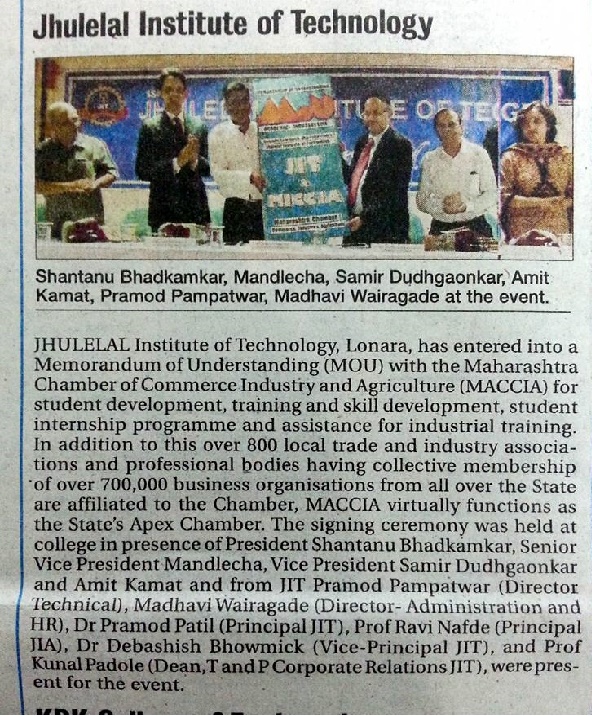 Jhulelal Institute of Technology
JHULEL ITUTE OF TECH
JIT
&
MACCIA
Maharashtra Chamber
Shantanu Bhadkamkar, Mandlecha, Samir Dudhgaonkar, Amit
Kamat, Pramod Pampatwar, Madhavi Wairagade at the event.
JHULELAL Institute of Technology, Lonara, has entered into a
Memorandum of Understanding (MOU) with the Maharashtra
Chamber of Commerce Industry and Agriculture (MACCIA) for
student development, training and skill development, student
internship programme and assistance for industrial training.
In addition to this over 800 local trade and industry associa-
tions and professional bodies having collective membership
of over 700,000 business organisations from all over the State
are affiliated to the Chamber, MACCIA virtually functions as
the State's Apex Chamber. The signing ceremony was held at
college in presence of President Shantanu Bhadkamkar, Senior
Vice President Mandlecha, Vice President Samir Dudhgaonkar
and Amit Kamat and from JIT Pramod Pampatwar (Director
Technical), Madhavi Wairagade (Director- Administration and
HR), Dr Pramod Patil (Principal JIT), Prof Ravi Nafde (Principal
JIA), Dr Debashish Bhowmick (Vice-Principal JIT), and Prof
Kunal Padole (Dean,T and P Corporate Relations JIT), were pres-
ent for the event.